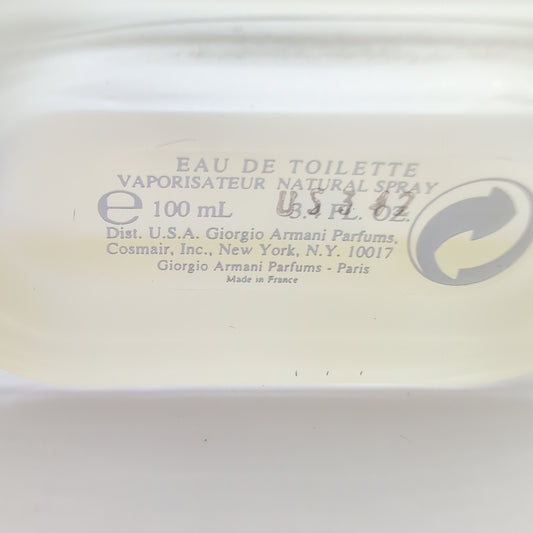 EAU DE TOILETTE
VAPORISATEUR NATURAL SPRAY
e 100 mL 3.4 FL. OZ.
Dist. U.S.A. Giorgio Armani Parfums,
Cosmair, Inc., New York, N.Y. 10017
Giorgio Armani Parfums - Paris
Made in France